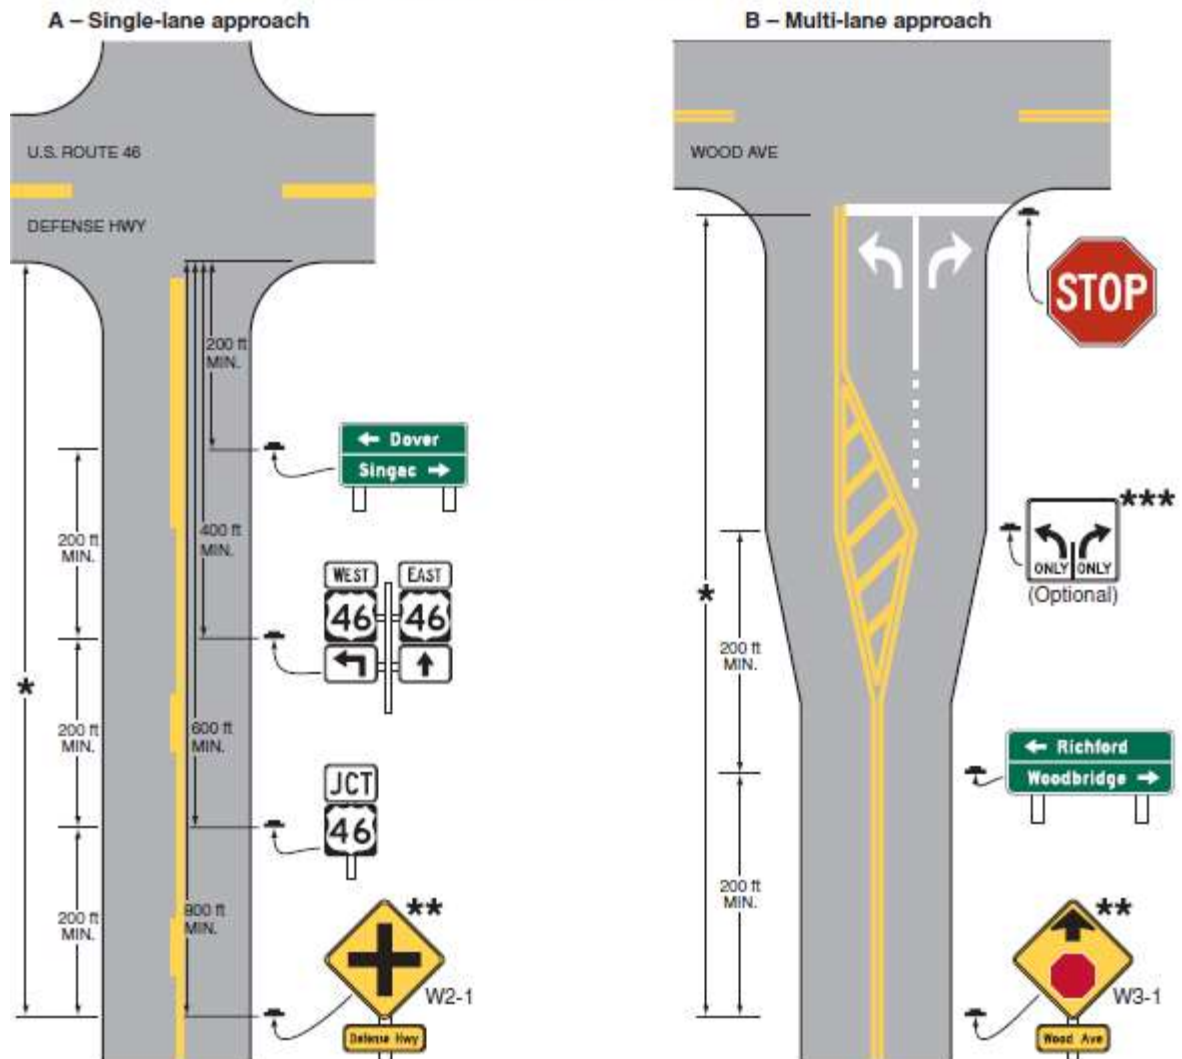 A – Single-lane approach
U.S. ROUTE 46
DEFENSE HWY
200 ft
MIN.
← Dover
Singac →
200 ft
MIN.
400 ft
MIN.
WEST
EAST
46
46
*
200 ft
MIN.
600 ft
MIN.
JCT
46
200 ft
MIN.
800 ft
MIN.
**
W2-1
Defense Hwy
B – Multi-lane approach
WOOD AVE
STOP
***
ONLY
ONLY
(Optional)
*
200 ft
MIN.
← Richford
Woodbridge →
200 ft
MIN.
**
W3-1
Wood Ave